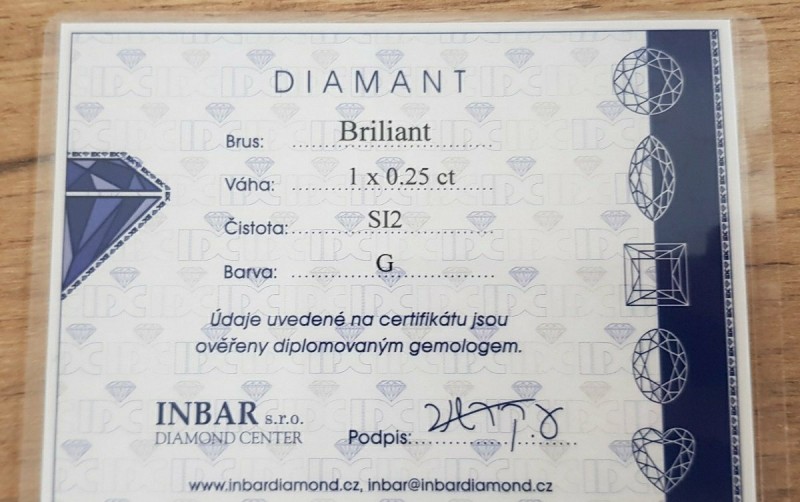 DIAMANT
Brus: Briliant
Váha: 1 x 0.25 ct
Čistota: SI2
Barva: G
Údaje uvedené na certifikátu jsou
ověřeny diplomovaným gemologem.
INBAR s.r.o.
DIAMOND CENTER
Podpis:
www.inbardiamond.cz, inbar@inbardiamond.cz